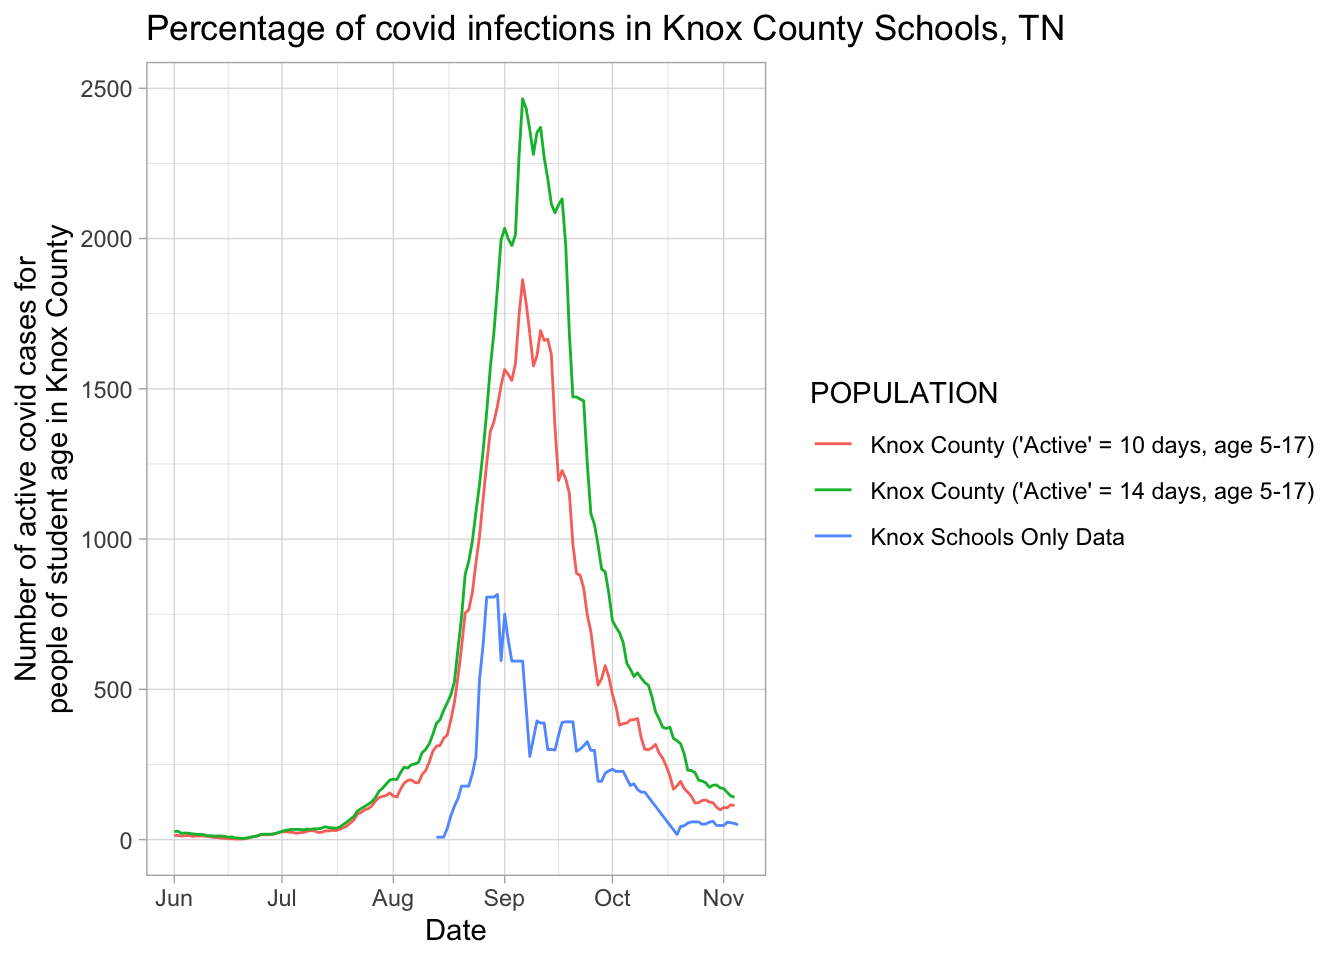 Percentage of covid infections in Knox County Schools, TN
Number of active covid cases for
people of student age in Knox County
2500
2000
1500
1000
500
0
Jun Jul Aug Sep Oct Nov
Date
POPULATION
Knox County ('Active' = 10 days, age 5-17)
Knox County ('Active' = 14 days, age 5-17)
Knox Schools Only Data